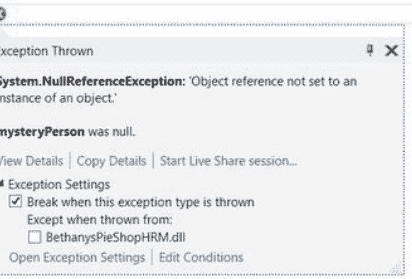 Exception Thrown
System.NullReferenceException: 'Object reference not set to an
instance of an object.'
mysteryPerson was null.
View Details | Copy Details | Start Live Share session...
Exception Settings
Break when this exception type is thrown
Except when thrown from:
BethanysPieShopHRM.dll
Open Exception Settings | Edit Conditions